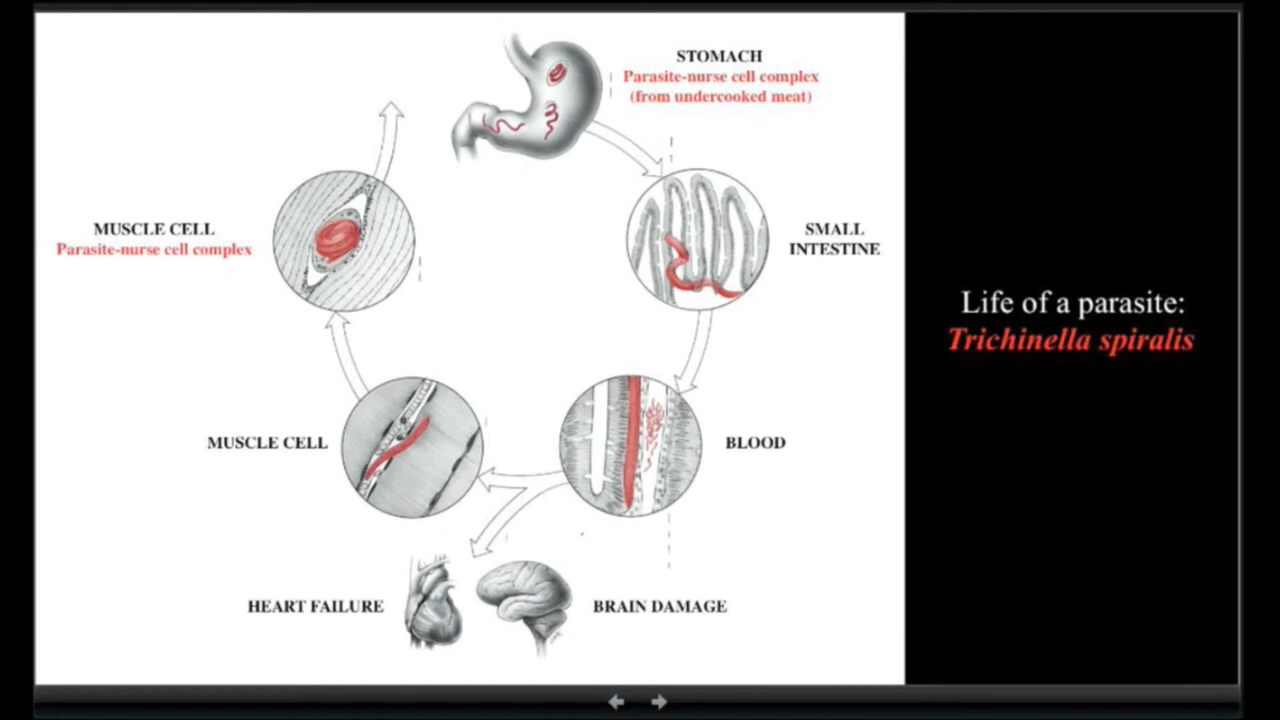 STOMACH
Parasite-nurse cell complex
(from undercooked meat)
MUSCLE CELL
Parasite-nurse cell complex
SMALL
INTESTINE
Life of a parasite:
Trichinella spiralis
MUSCLE CELL
BLOOD
HEART FAILURE
BRAIN DAMAGE